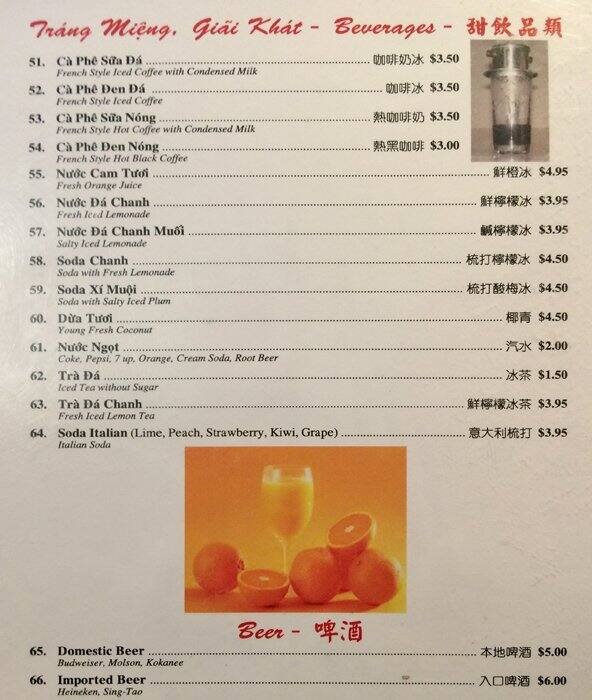 Tráng Miệng, Giãi Khát - Beverages - 甜飲品類
51. Cà Phê Sữa Đá 咖啡奶冰 $3.50
French Style Iced Coffee with Condensed Milk
52. Cà Phê Đen Đá 咖啡冰 $3.50
French Style Iced Coffee
53. Cà Phê Sữa Nóng 熱咖啡奶 $3.50
French Style Hot Coffee with Condensed Milk
54. Cà Phê Đen Nóng 熱黑咖啡 $3.00
French Style Hot Black Coffee
55. Nước Cam Tươi 鮮橙冰 $4.95
Fresh Orange Juice
56. Nước Đá Chanh 鮮檸檬冰 $3.95
Fresh Iced Lemonade
57. Nước Đá Chanh Muối 鹹檸檬冰 $3.95
Salty Iced Lemonade
58. Soda Chanh 梳打檸檬冰 $4.50
Soda with Fresh Lemonade
59. Soda Xí Muội 梳打酸梅冰 $4.50
Soda with Salty Iced Plum
60. Dừa Tươi 椰青 $4.50
Young Fresh Coconut
61. Nước Ngọt 汽水 $2.00
Coke, Pepsi, 7 up, Orange, Cream Soda, Root Beer
62. Trà Đá 冰茶 $1.50
Iced Tea without Sugar
63. Trà Đá Chanh 鮮檸檬冰茶 $3.95
Fresh Iced Lemon Tea
64. Soda Italian (Lime, Peach, Strawberry, Kiwi, Grape) 意大利梳打 $3.95
Italian Soda
Beer - 啤酒
65. Domestic Beer 本地啤酒 $5.00
Budweiser, Molson, Kokanee
66. Imported Beer 入口啤酒 $6.00
Heineken, Sing-Tao